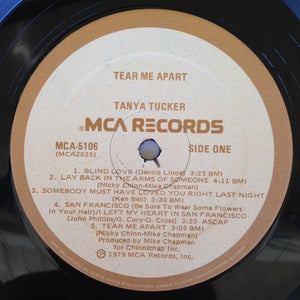 TEAR ME APART
TANYA TUCKER
®MCA RECORDS
MCA-5106
(MCA2625)
SIDE ONE
1. BLIND LOVE (Dennis Linde) 3:25 BMI
2. LAY BACK IN THE ARMS OF SOMEONE 4:11 BMI
(Nicky Chinn-Mike Chapman)
3. SOMEBODY MUST HAVE LOVED YOU RIGHT LAST NIGHT
(Ken Bell) 3:30 BMI
4. SAN FRANCISCO (Be Sure To Wear Some Flowers
In Your Hair)/I LEFT MY HEART IN SAN FRANCISCO
(John Phillips/G. Cory-D. Cross) 3:20 ASCAP
5. TEAR ME APART 3:05 BMI
(Nicky Chinn-Mike Chapman)
Produced by Mike Chapman
for Chinnichap Inc.
℗ 1979 MCA Records, Inc.